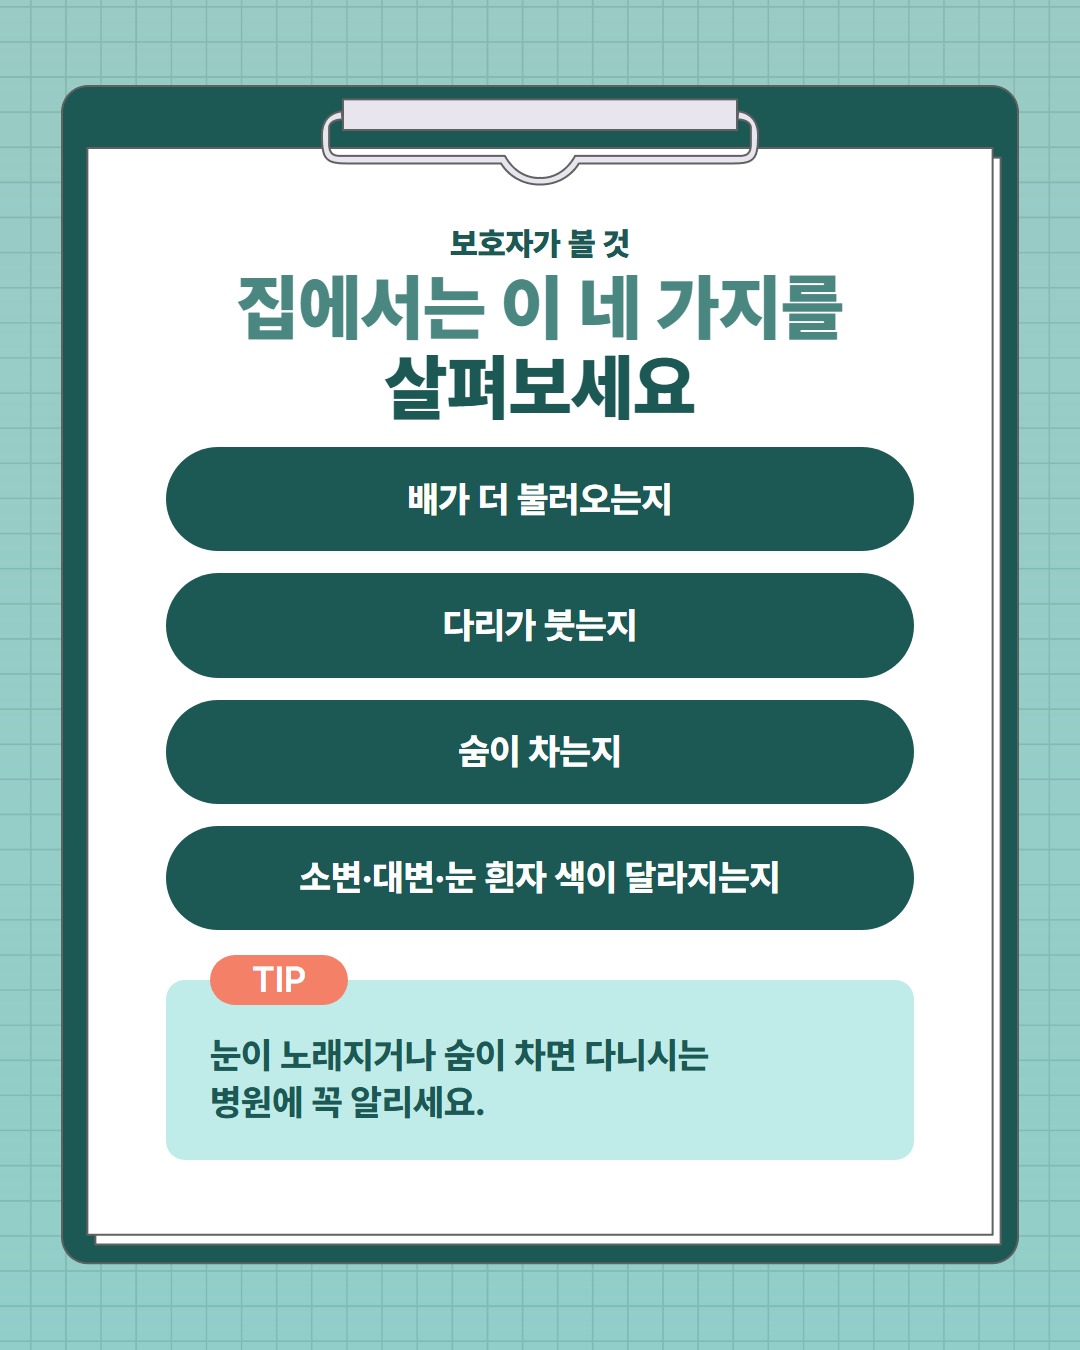 보호자가 볼 것
집에서는 이 네 가지를
살펴보세요
배가 더 불러오는지
다리가 붓는지
숨이 차는지
소변·대변·눈 흰자 색이 달라지는지
TIP
눈이 노래지거나 숨이 차면 다니시는
병원에 꼭 알리세요.